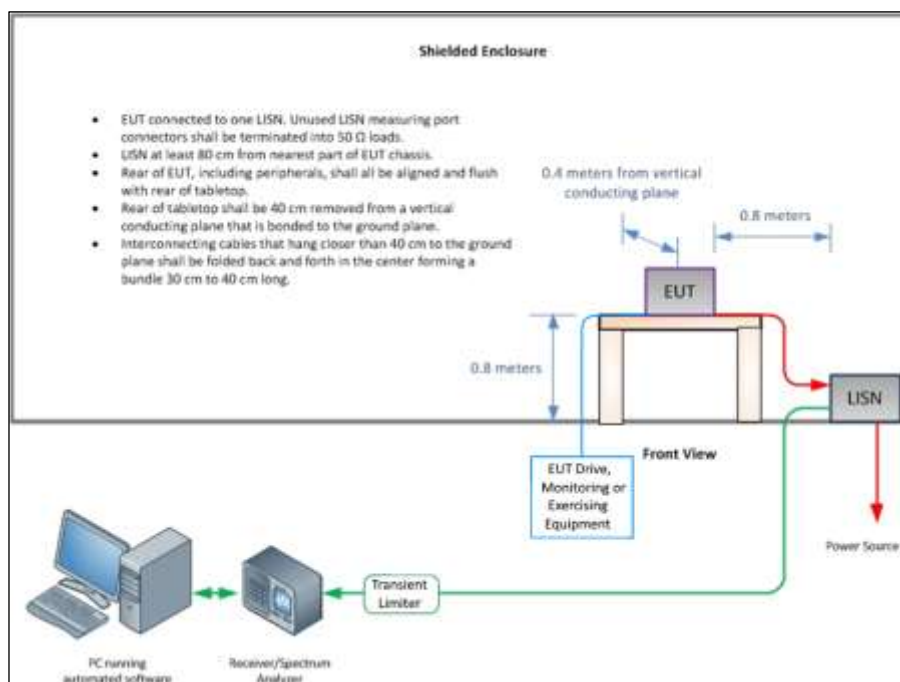 Shielded Enclosure
• EUT connected to one LISN. Unused LISN measuring port
connectors shall be terminated into 50 Ω loads.
• LISN at least 80 cm from nearest part of EUT chassis.
• Rear of EUT, including peripherals, shall all be aligned and flush
with rear of tabletop.
• Rear of tabletop shall be 40 cm removed from a vertical
conducting plane that is bonded to the ground plane.
• Interconnecting cables that hang closer than 40 cm to the ground
plane shall be folded back and forth in the center forming a
bundle 30 cm to 40 cm long.
0.4 meters from vertical
conducting plane
0.8 meters
EUT
0.8 meters
LISN
Front View
EUT Drive,
Monitoring or
Exercising
Equipment
Power Source
Transient
Limiter
PC running
automated software
Receiver/Spectrum
Analyzer